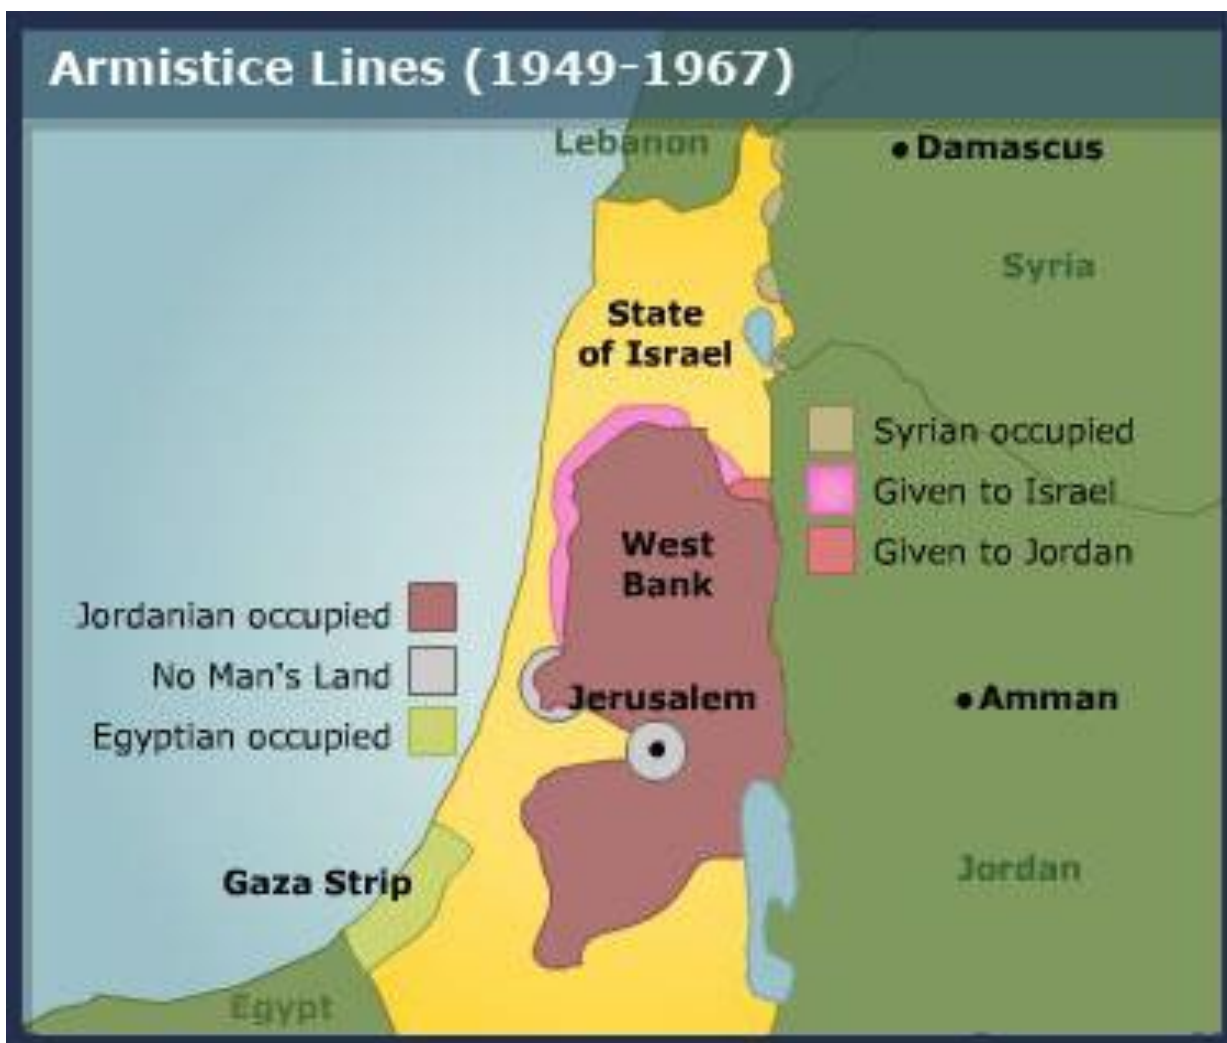 Armistice Lines (1949-1967)
Lebanon
Damascus
Syria
State
of Israel
Syrian occupied
Given to Israel
Given to Jordan
West
Bank
Jordanian occupied
No Man's Land
Egyptian occupied
Jerusalem
Amman
Gaza Strip
Jordan
Egypt